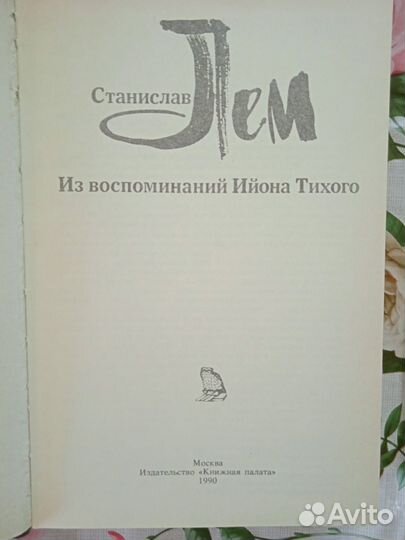 Станислав Лем
Из воспоминаний Ийона Тихого
Москва
Издательство «Книжная палата»
1990
Avito